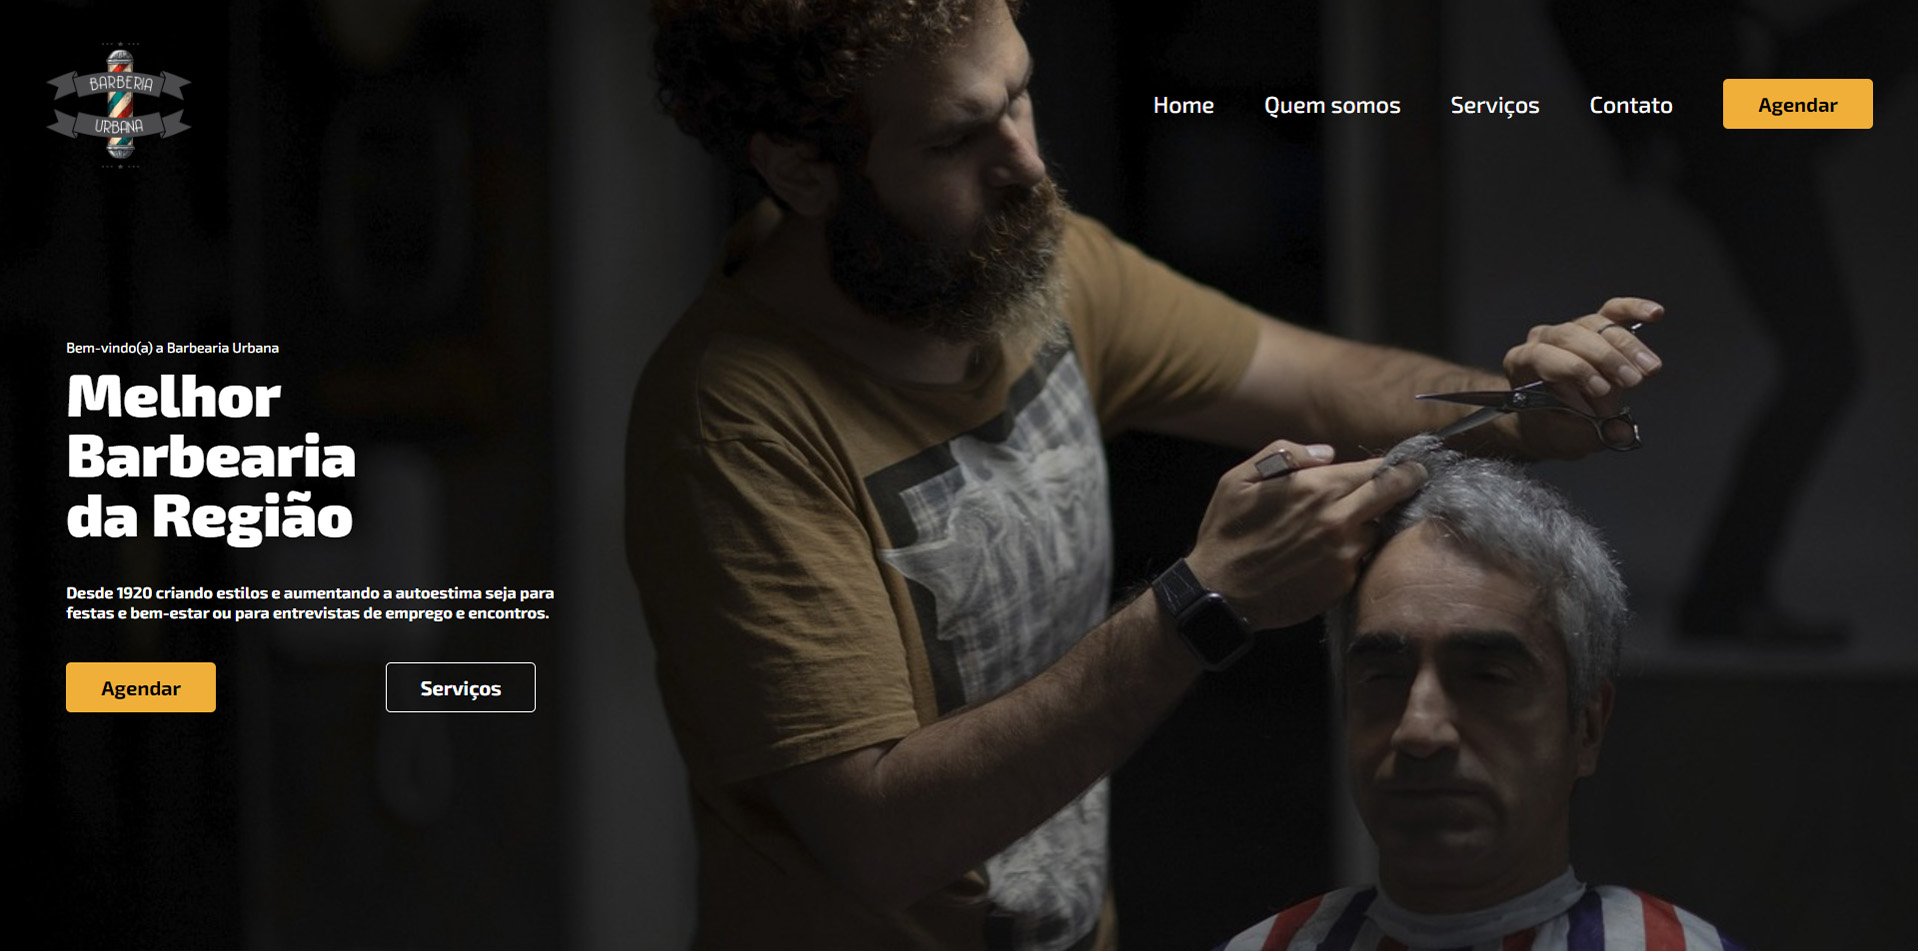 BARBERIA
URBANA
Home
Quem somos
Serviços
Contato
Agendar
Bem-vindo(a) a Barbearia Urbana
Melhor
Barbearia
da Região
Desde 1920 criando estilos e aumentando a autoestima seja para
festas e bem-estar ou para entrevistas de emprego e encontros.
Agendar
Serviços